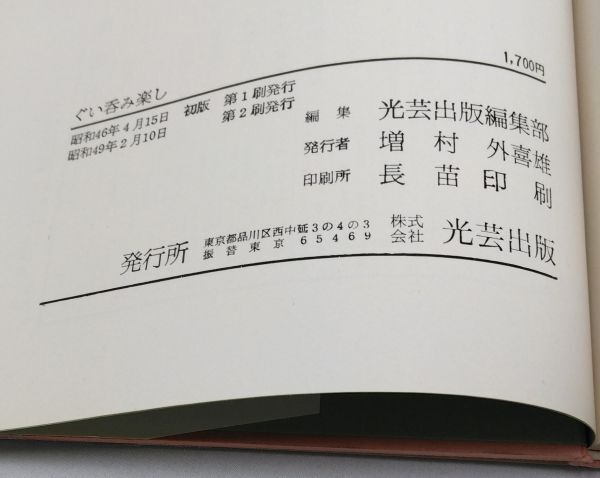 1,700円
ぐい呑み楽し
昭和46年4月15日 初版 第1刷発行
昭和49年2月10日 第2刷発行
編集 光芸出版編集部
発行者 増村 外喜雄
印刷所 長苗印刷
発行所 東京都品川区西中延3の4の3 株式会社 光芸出版
振替東京 65469